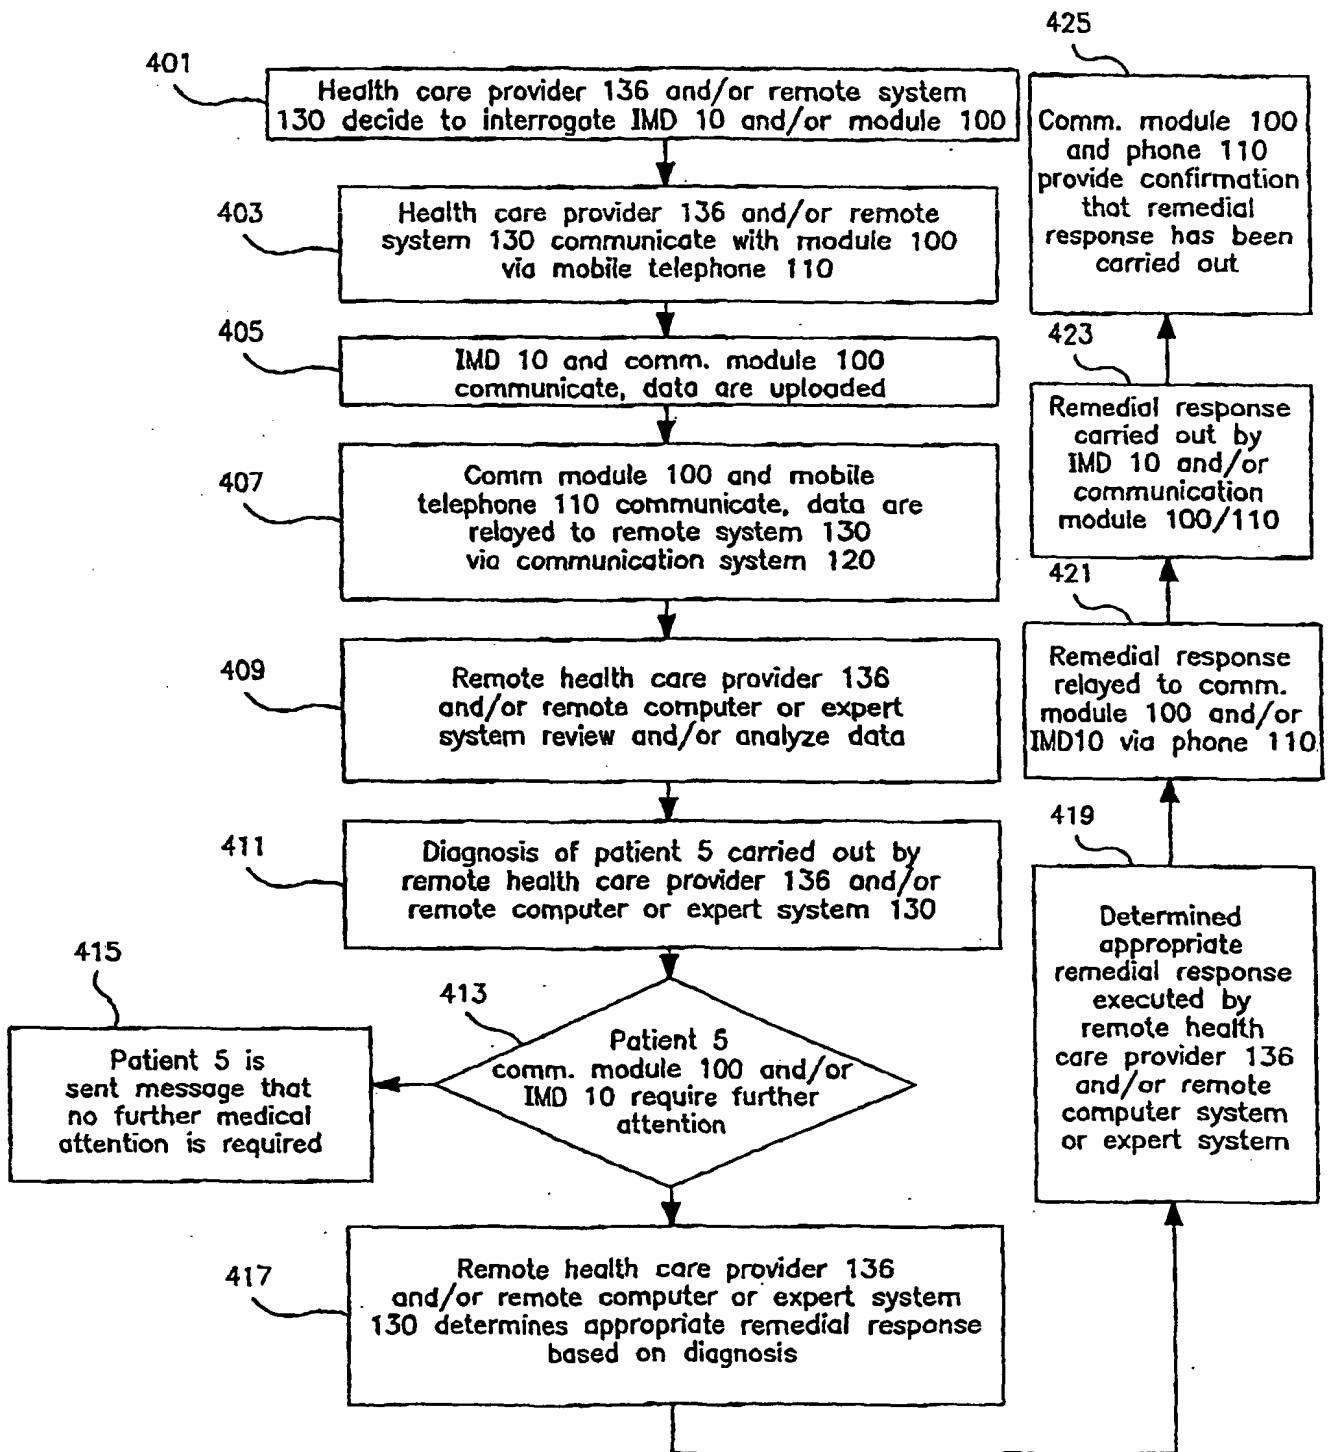 401
Health care provider 136 and/or remote system
130 decide to interrogate IMD 10 and/or module 100
403
Health care provider 136 and/or remote
system 130 communicate with module 100
via mobile telephone 110
405
IMD 10 and comm. module 100
communicate, data are uploaded
407
Comm module 100 and mobile
telephone 110 communicate, data are
relayed to remote system 130
via communication system 120
409
Remote health care provider 136
and/or remote computer or expert
system review and/or analyze data
411
Diagnosis of patient 5 carried out by
remote health care provider 136 and/or
remote computer or expert system 130
413
Patient 5
comm. module 100 and/or
IMD 10 require further
attention
415
Patient 5 is
sent message that
no further medical
attention is required
417
Remote health care provider 136
and/or remote computer or expert system
130 determines appropriate remedial response
based on diagnosis
419
Determined
appropriate
remedial response
executed by
remote health
care provider 136
and/or remote
computer system
or expert system
421
Remedial response
relayed to comm.
module 100 and/or
IMD10 via phone 110
423
Remedial response
carried out by
IMD 10 and/or
communication
module 100/110
425
Comm. module 100
and phone 110
provide confirmation
that remedial
response has been
carried out